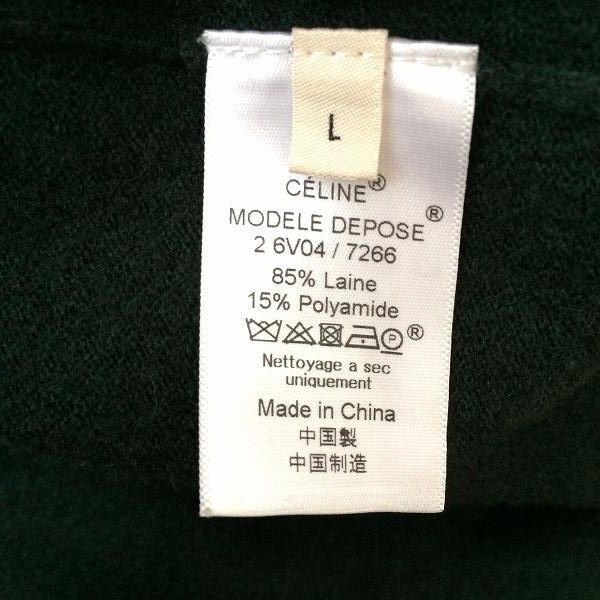 L
CÉLINE®
MODELE DEPOSE®
2 6V04 / 7266
85% Laine
15% Polyamide
P ®
Nettoyage a sec
uniquement
Made in China
中国製
中国制造